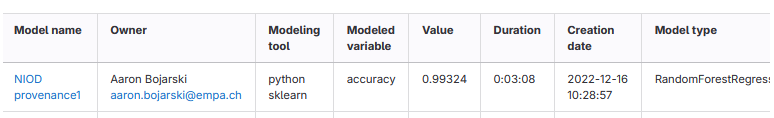 Model name Owner Modeling tool Modeled variable Value Duration Creation date Model type
NIOD provenance1 Aaron Bojarski aaron.bojarski@empa.ch python sklearn accuracy 0.99324 0:03:08 2022-12-16 10:28:57 RandomForestRegress